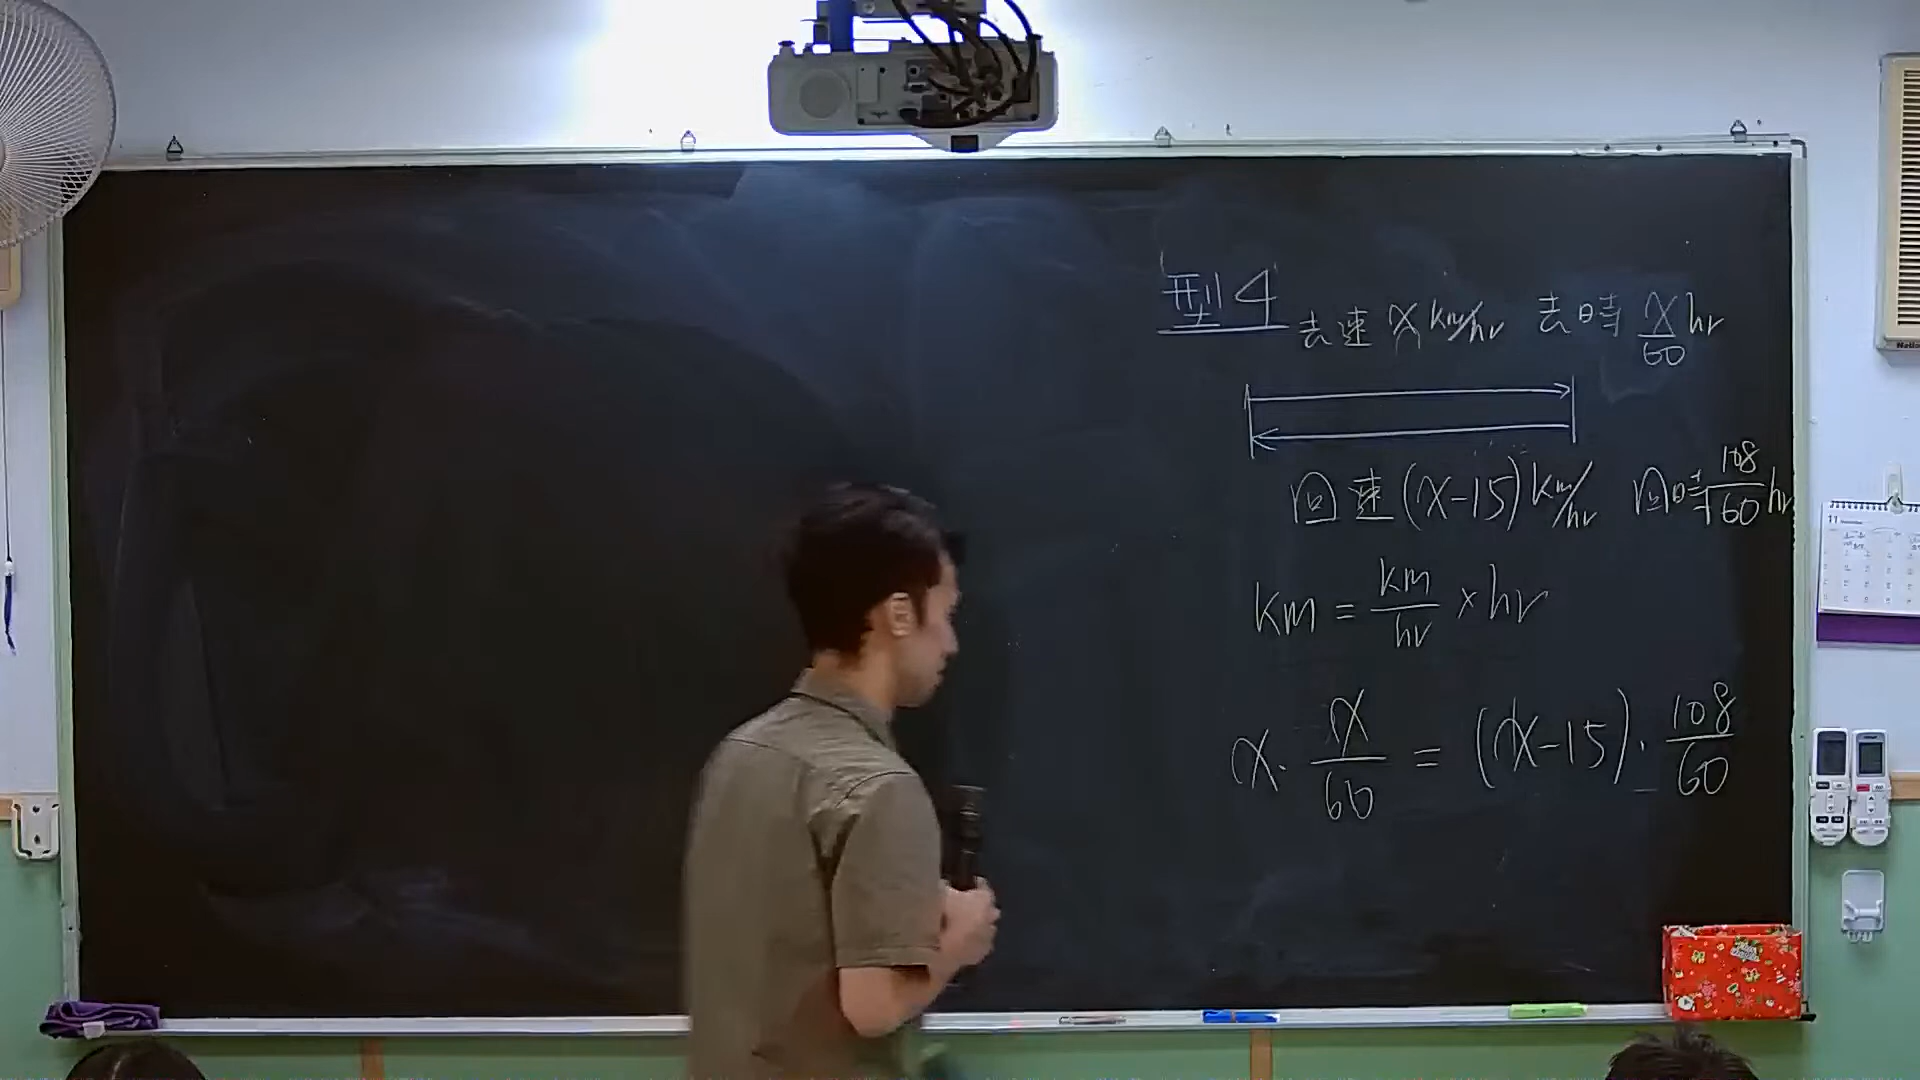 型4
去速 x km/hr 去時 x/60 hr
回速 (x-15) km/hr 回時 108/60 hr
km = km/hr × hr
x · x/60 = (x-15) · 108/60
11